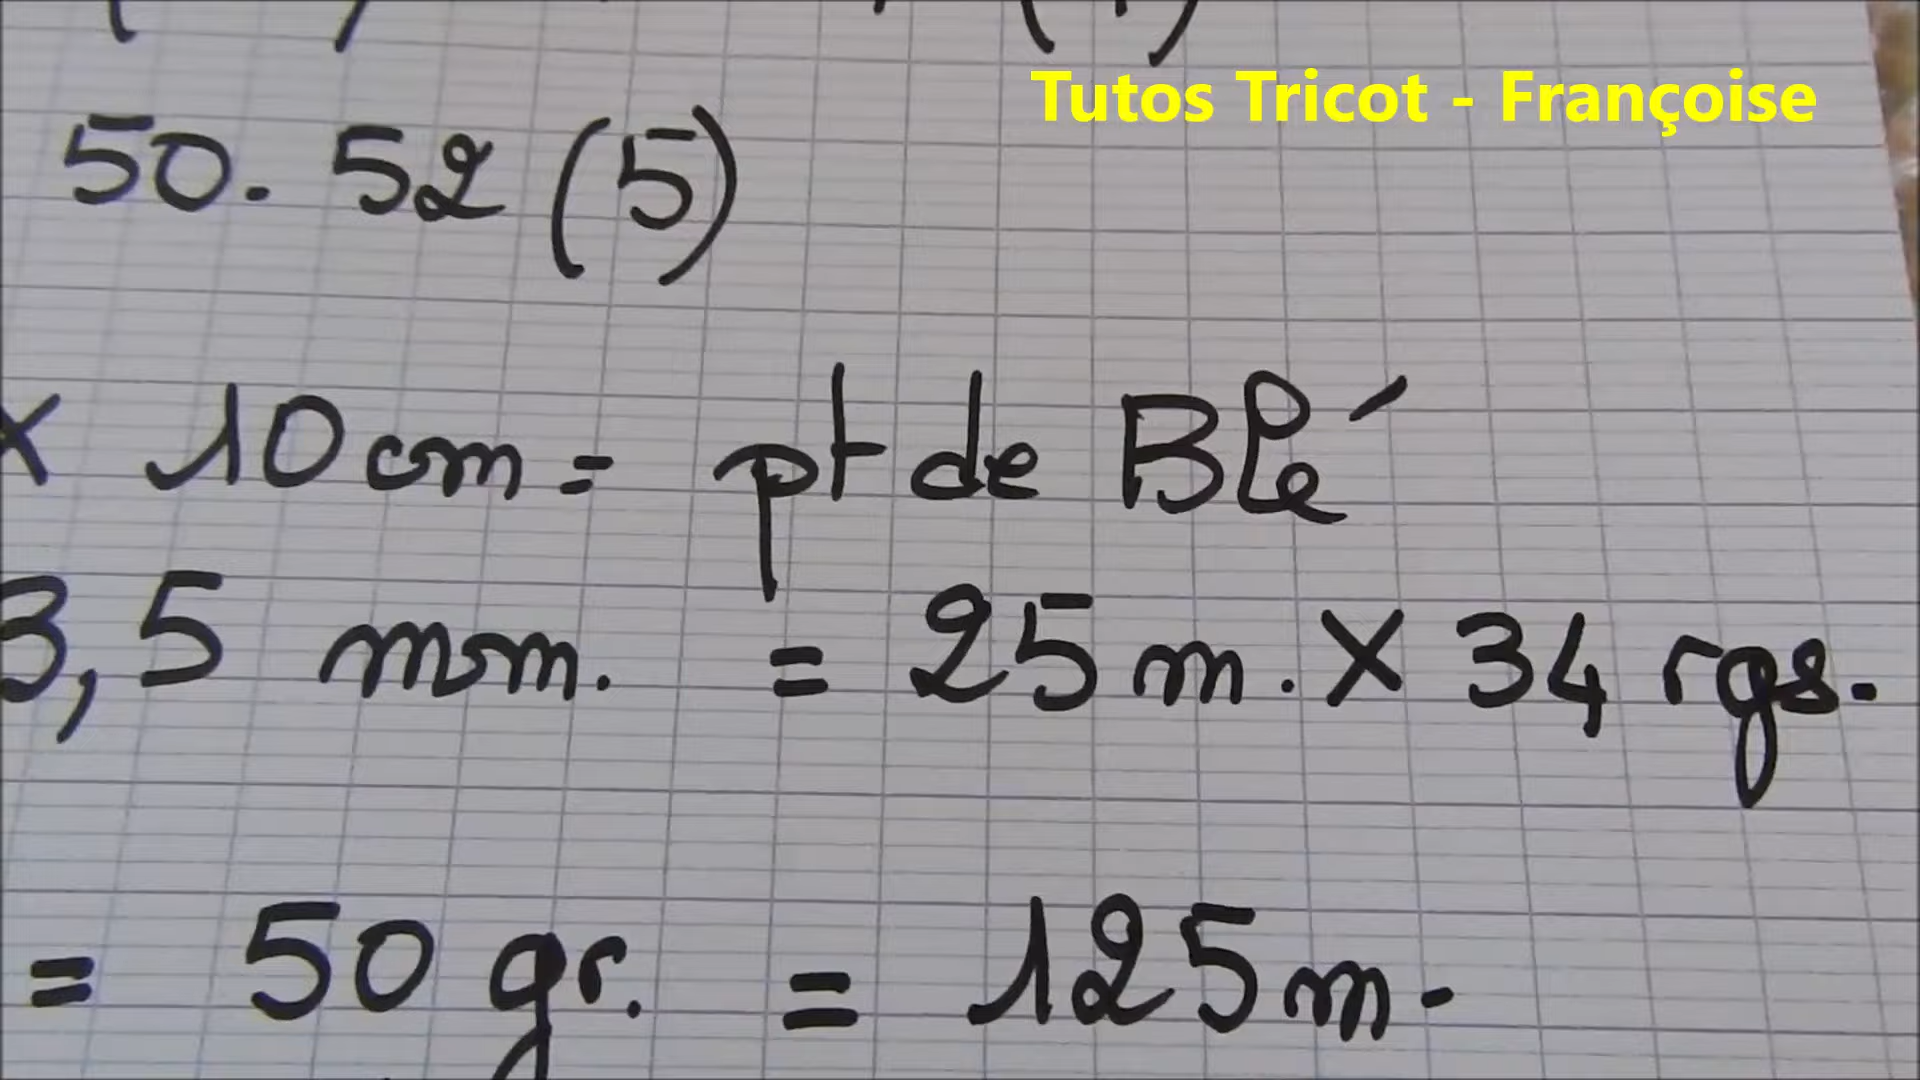 Tutos Tricot - Françoise
50. 52 (5)
x 10 cm = pt de Blé
3,5 mm. = 25 m. X 34 rgs.
= 50 gr. = 125 m.